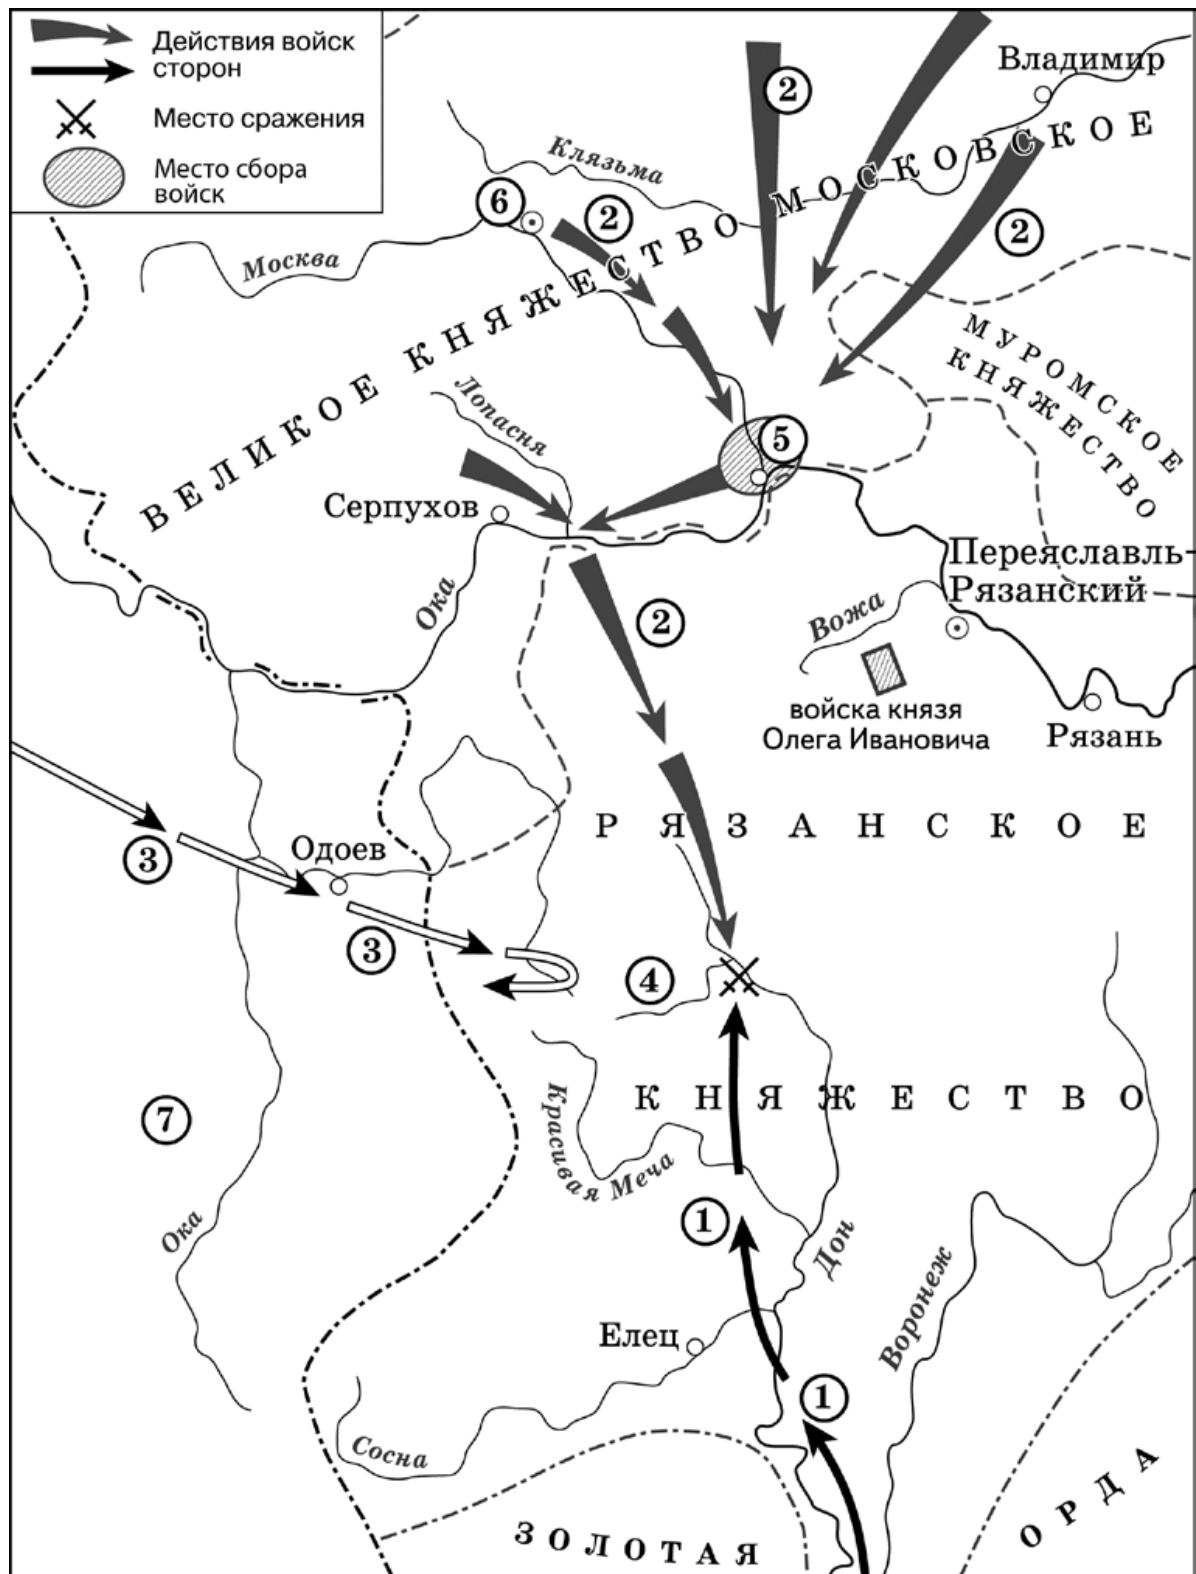 Действия войск
сторон
Место сражения
Место сбора
войск
Владимир
2
Клязьма
6
2
2
Москва
ВЕЛИКОЕ КНЯЖЕСТВО МОСКОВСКОЕ
МУРОМСКОЕ
КНЯЖЕСТВО
Лопасня
5
Серпухов
Переяславль-
Рязанский
Ока
2
Вожа
войска князя
Олега Ивановича
Рязань
РЯЗАНСКОЕ
3
Одоев
3
4
КНЯЖЕСТВО
Красивая Меча
7
1
Ока
Дон
Воронеж
Елец
1
Сосна
ЗОЛОТАЯ
ОРДА